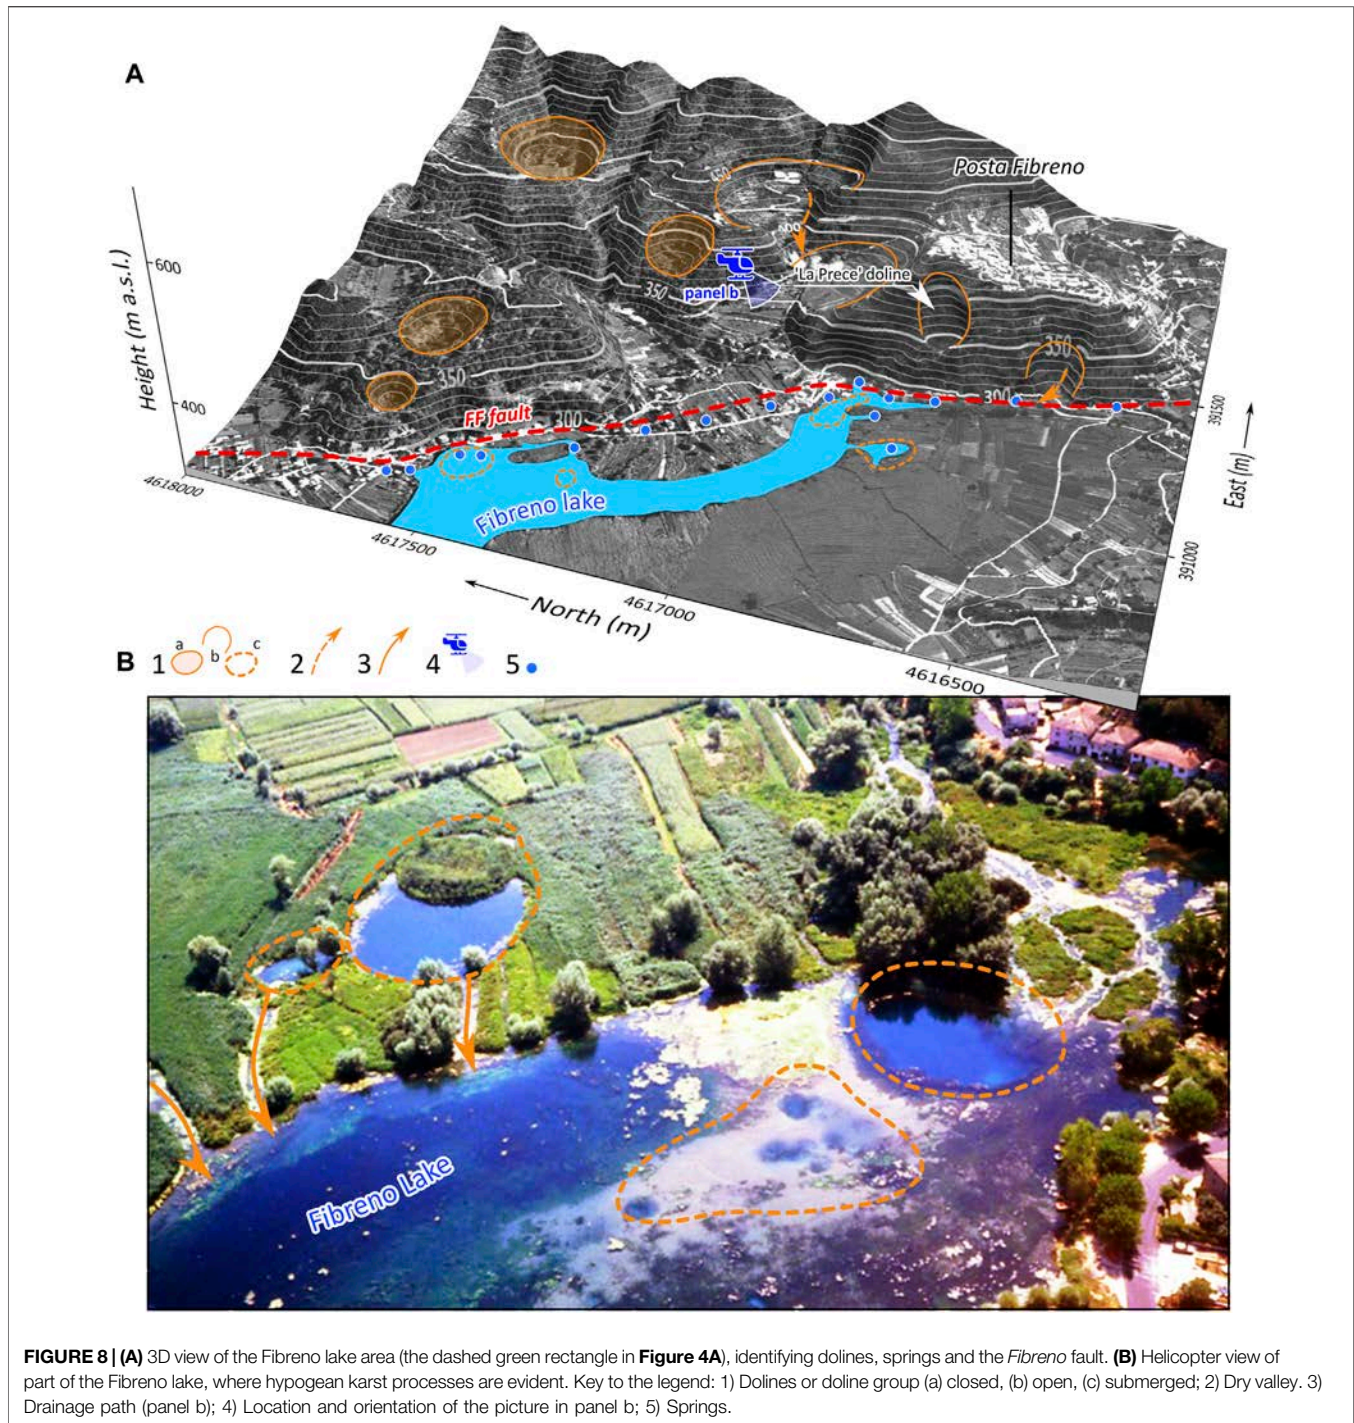 A
Posta Fibreno
450
400
'La Prece' doline
panel b
350
350
350
300
300
FF fault
Fibreno lake
Height (m a.s.l.)
600
400
4618000
4617500
4617000
4616500
North (m)
391500
391000
East (m)
B 1 a b c 2 3 4 5
Fibreno Lake
FIGURE 8 | (A) 3D view of the Fibreno lake area (the dashed green rectangle in Figure 4A), identifying dolines, springs and the Fibreno fault. (B) Helicopter view of
part of the Fibreno lake, where hypogean karst processes are evident. Key to the legend: 1) Dolines or doline group (a) closed, (b) open, (c) submerged; 2) Dry valley. 3)
Drainage path (panel b); 4) Location and orientation of the picture in panel b; 5) Springs.